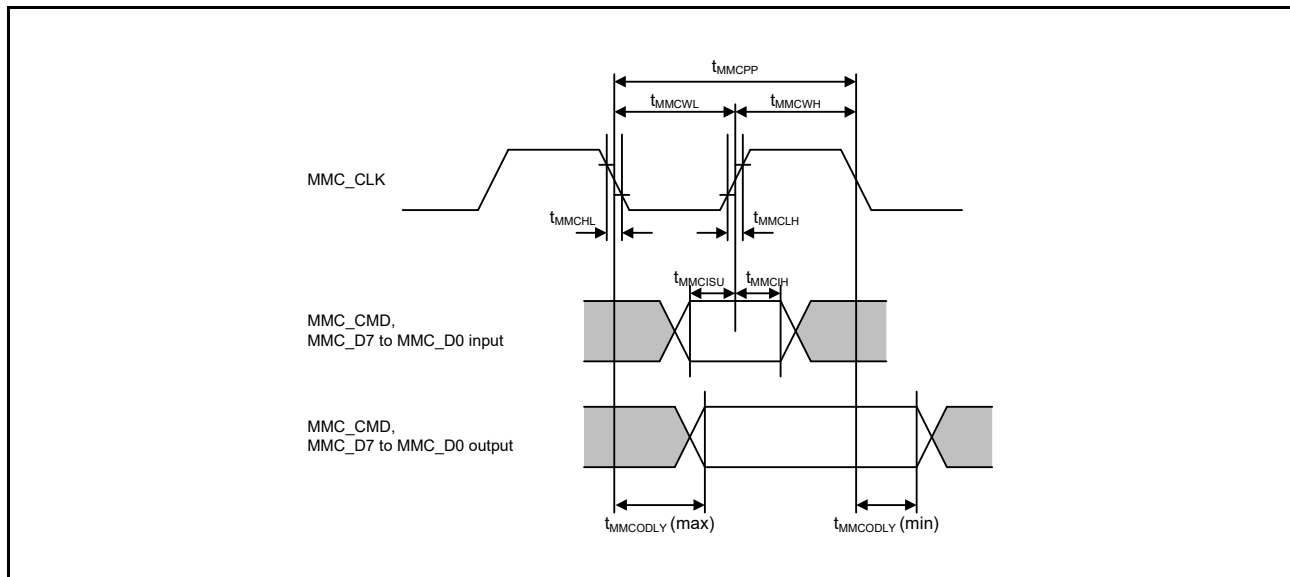 tMMCPP
tMMCWL
tMMCWH
MMC_CLK
tMMCHL
tMMCLH
tMMCISU
tMMCIH
MMC_CMD,
MMC_D7 to MMC_D0 input
MMC_CMD,
MMC_D7 to MMC_D0 output
tMMCODLY (max)
tMMCODLY (min)